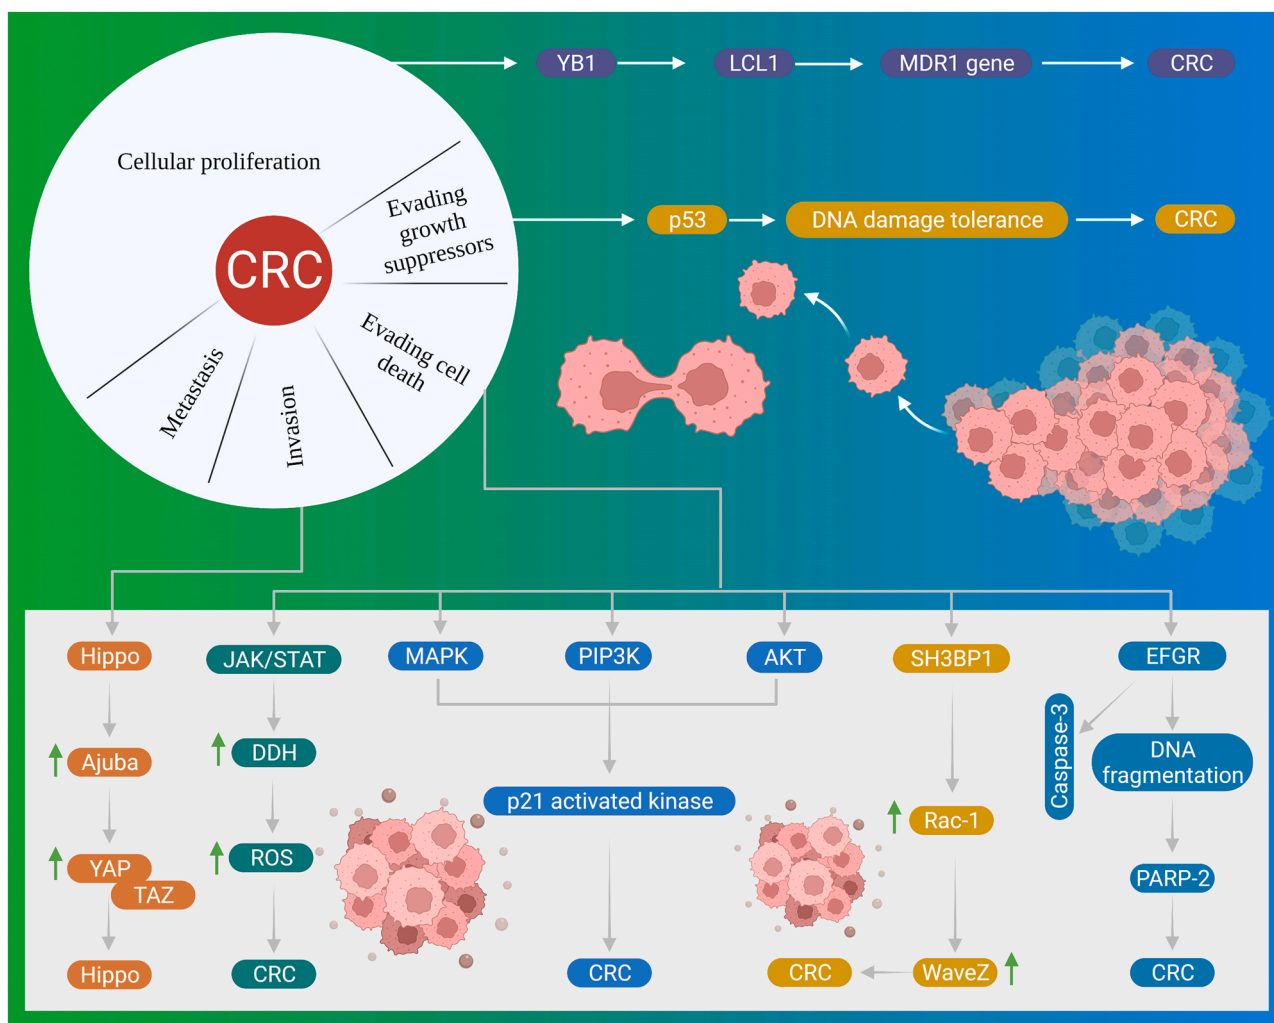 YB1
LCL1
MDR1 gene
CRC
Cellular proliferation
Evading
growth
suppressors
p53
DNA damage tolerance
CRC
CRC
Evading cell
death
Metastasis
Invasion
Hippo
JAK/STAT
MAPK
PIP3K
AKT
SH3BP1
EFGR
Ajuba
DDH
Caspase-3
DNA
fragmentation
p21 activated kinase
Rac-1
YAP
TAZ
ROS
PARP-2
Hippo
CRC
CRC
CRC
WaveZ
CRC